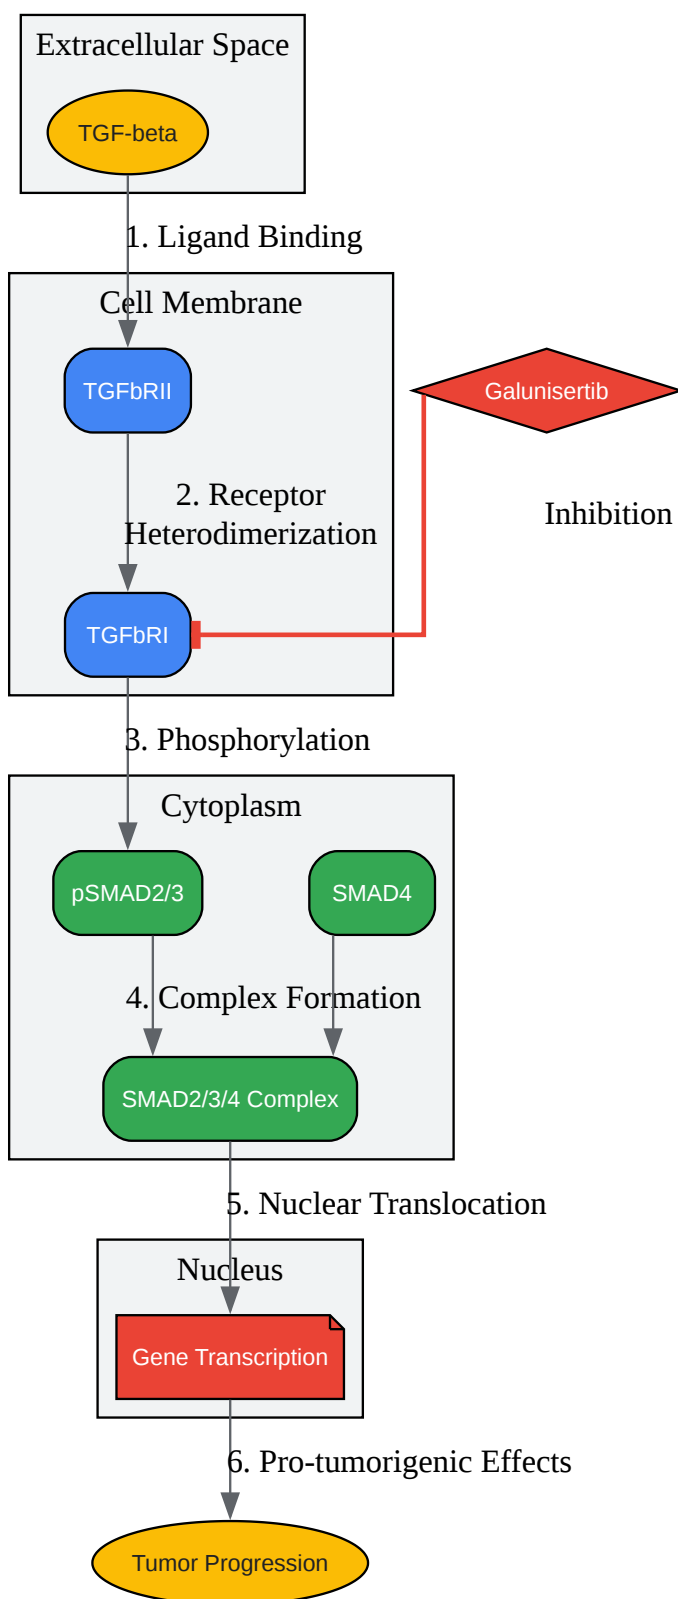 Extracellular Space
TGF-beta
1. Ligand Binding
Cell Membrane
TGFbRII
Galunisertib
2. Receptor
Heterodimerization
Inhibition
TGFbRI
3. Phosphorylation
Cytoplasm
pSMAD2/3
SMAD4
4. Complex Formation
SMAD2/3/4 Complex
5. Nuclear Translocation
Nucleus
Gene Transcription
6. Pro-tumorigenic Effects
Tumor Progression